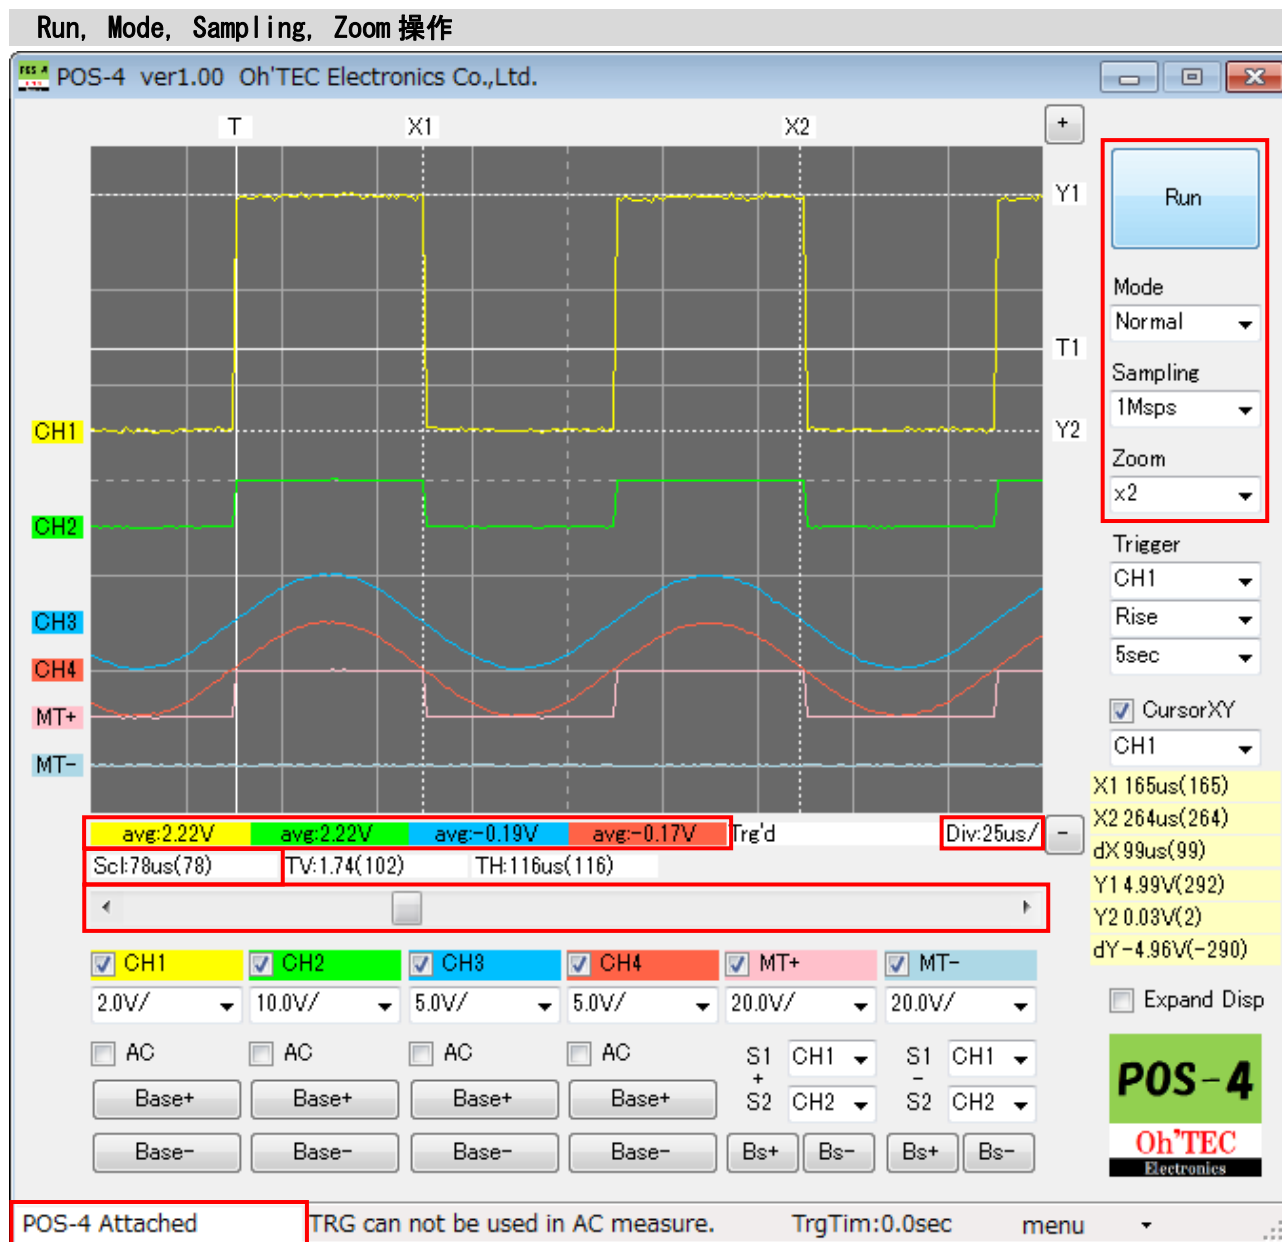 Run, Mode, Sampling, Zoom 操作
POS-4 ver1.00 Oh'TEC Electronics Co.,Ltd.
T X1 X2 +
Y1
T1
Y2
CH1
CH2
CH3
CH4
MT+
MT-
Run
Mode
Normal
Sampling
1Msps
Zoom
x2
Trigger
CH1
Rise
5sec
CursorXY
CH1
X1 165us(165)
X2 264us(264)
dX 99us(99)
Y1 4.99V(292)
Y2 0.03V(2)
dY -4.96V(-290)
Expand Disp
avg:2.22V avg:2.22V avg:-0.19V avg:-0.17V Trg'd Div:25us/ -
Scl:78us(78) TV:1.74(102) TH:116us(116)
CH1 CH2 CH3 CH4 MT+ MT-
2.0V/ 10.0V/ 5.0V/ 5.0V/ 20.0V/ 20.0V/
AC AC AC AC S1 CH1 S1 CH1
+ -
S2 CH2 S2 CH2
Base+ Base+ Base+ Base+
Base- Base- Base- Base- Bs+ Bs- Bs+ Bs-
POS-4
Oh'TEC
Electronics
POS-4 Attached TRG can not be used in AC measure. TrgTim:0.0sec menu